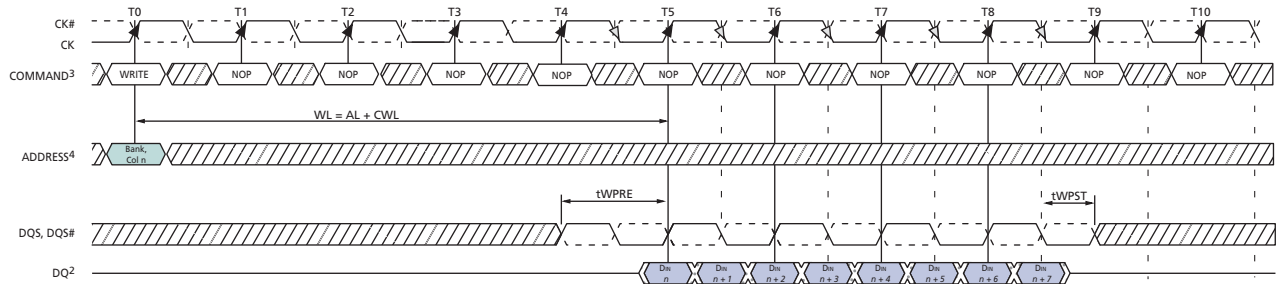 T0 T1 T2 T3 T4 T5 T6 T7 T8 T9 T10
CK#
CK
COMMAND3 WRITE NOP NOP NOP NOP NOP NOP NOP NOP NOP NOP
WL = AL + CWL
ADDRESS4 Bank,
Col n
tWPRE tWPST
DQS, DQS#
DQ2 DIN DIN DIN DIN DIN DIN DIN DIN
n n + 1 n + 2 n + 3 n + 4 n + 5 n + 6 n + 7